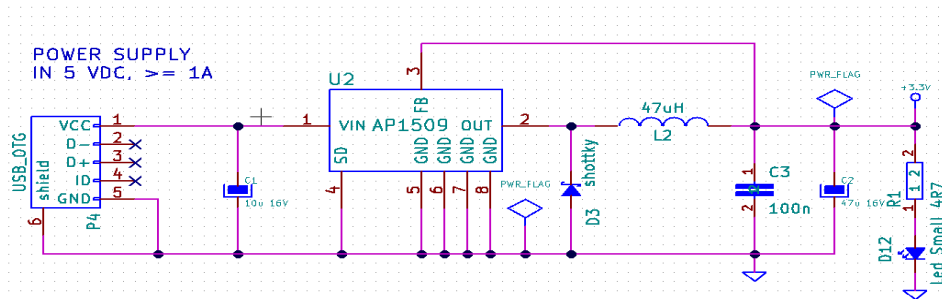 POWER SUPPLY
IN 5 VDC, >= 1A
USB_OTG
shield
VCC 1
D- 2
D+ 3
ID 4
GND 5
6
P4
C1
10u 16V
U2
3
FB
1 VIN AP1509 OUT 2
SD GND GND GND GND
4 5 6 7 8
PWR_FLAG
shottky
D3
47uH
L2
1
C3
100n
2
PWR_FLAG
C2
47u 16V
+3.3V
2
R1
1 2
4R7
1
D12
Led_Small